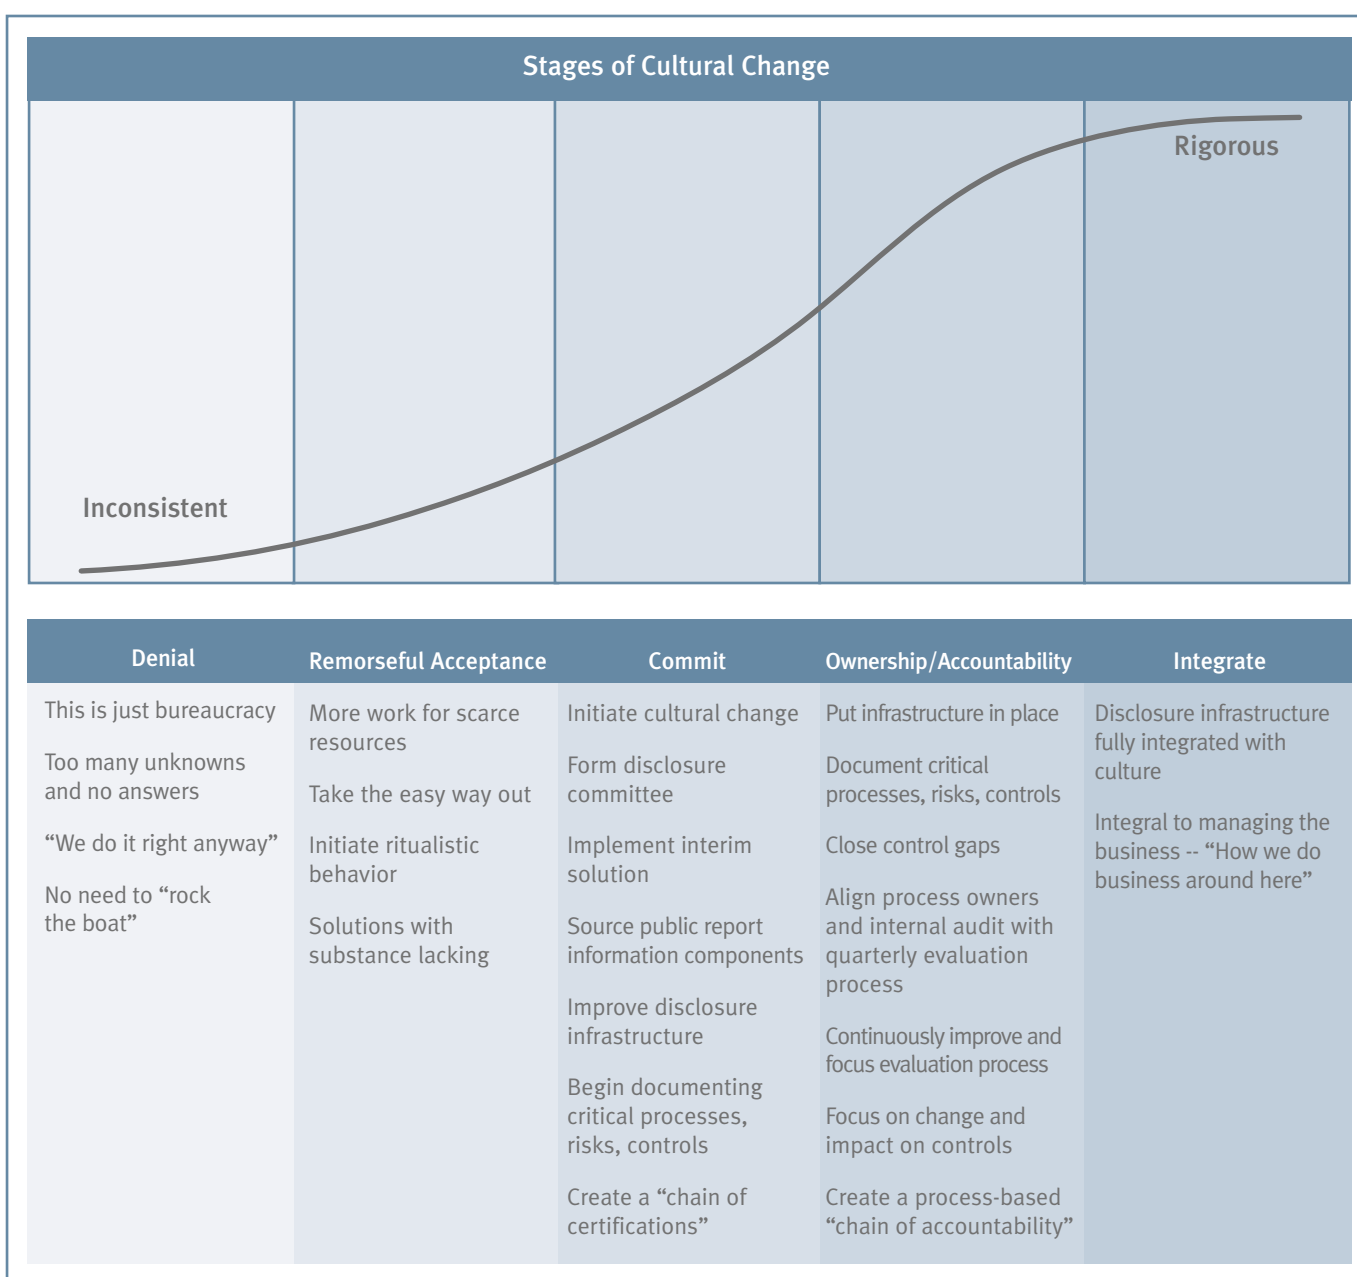 Stages of Cultural Change
Rigorous
Inconsistent
Denial
This is just bureaucracy
Too many unknowns
and no answers
“We do it right anyway”
No need to “rock
the boat”
Remorseful Acceptance
More work for scarce
resources
Take the easy way out
Initiate ritualistic
behavior
Solutions with
substance lacking
Commit
Initiate cultural change
Form disclosure
committee
Implement interim
solution
Source public report
information components
Improve disclosure
infrastructure
Begin documenting
critical processes,
risks, controls
Create a “chain of
certifications”
Ownership/Accountability
Put infrastructure in place
Document critical
processes, risks, controls
Close control gaps
Align process owners
and internal audit with
quarterly evaluation
process
Continuously improve and
focus evaluation process
Focus on change and
impact on controls
Create a process-based
“chain of accountability”
Integrate
Disclosure infrastructure
fully integrated with
culture
Integral to managing the
business -- “How we do
business around here”